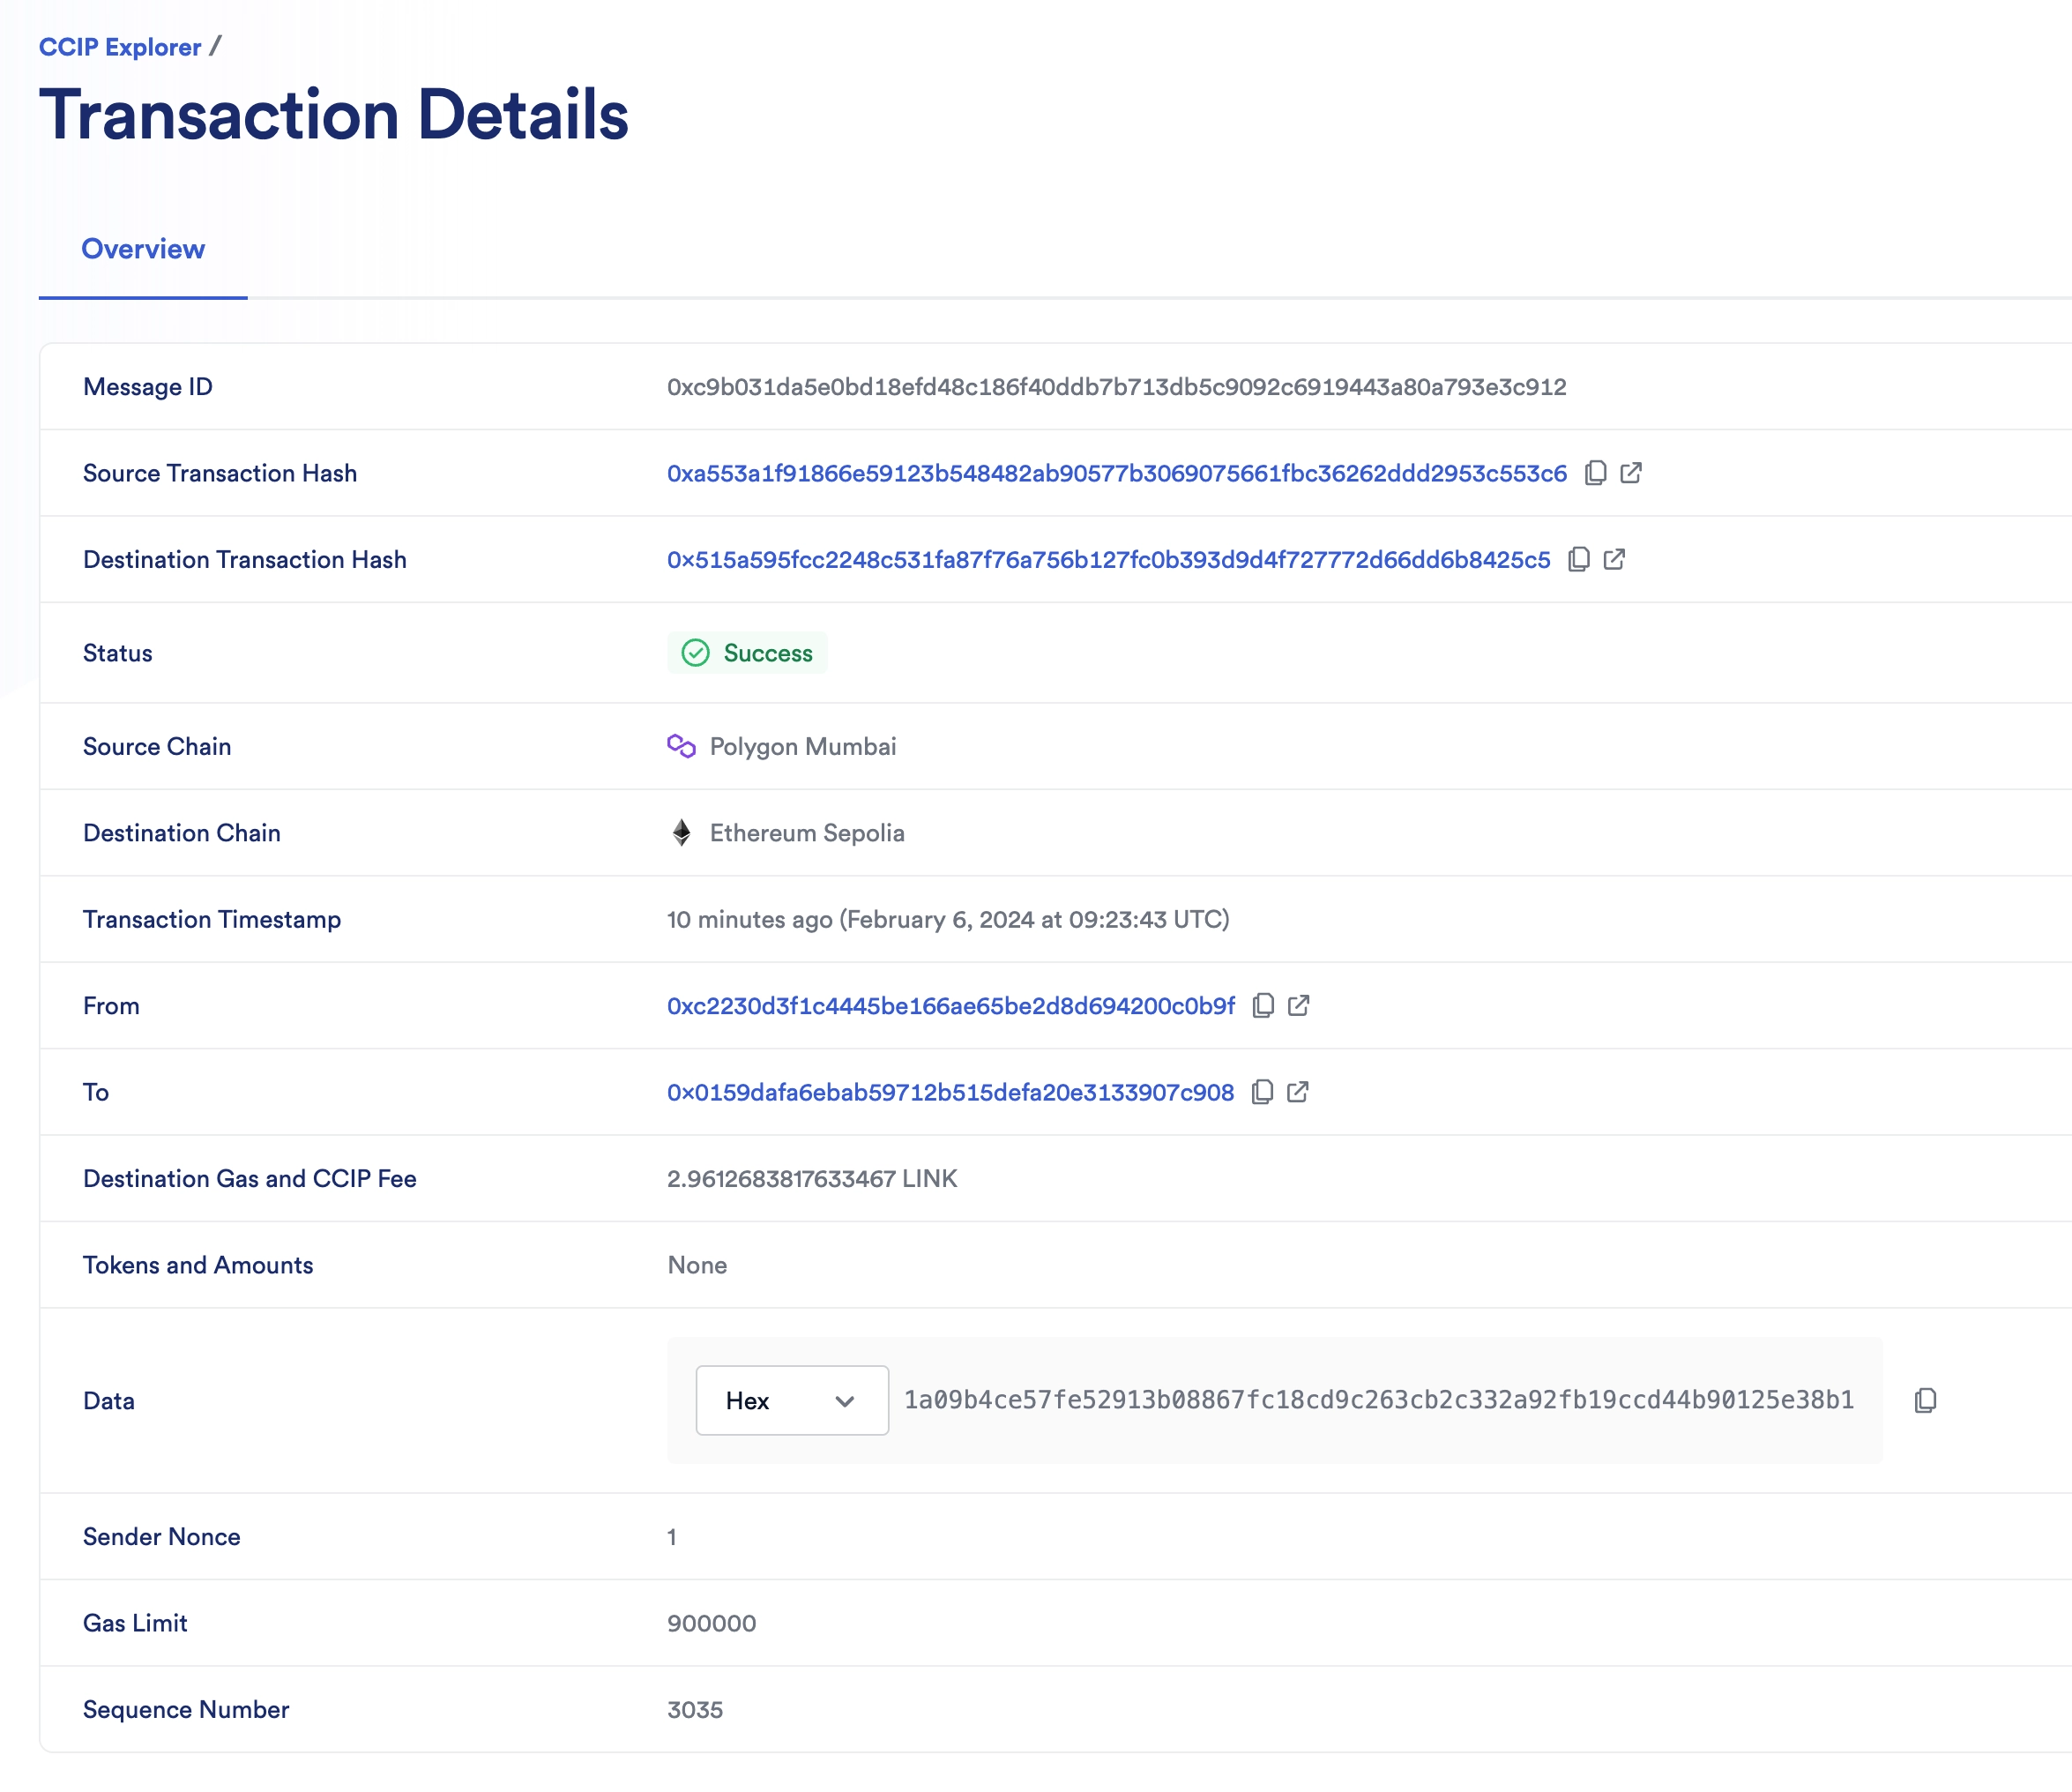 CCIP Explorer /
Transaction Details
Overview
Message ID 0xc9b031da5e0bd18efd48c186f40ddb7b713db5c9092c6919443a80a793e3c912
Source Transaction Hash 0xa553a1f91866e59123b548482ab90577b3069075661fbc36262ddd2953c553c6
Destination Transaction Hash 0x515a595fcc2248c531fa87f76a756b127fc0b393d9d4f727772d66dd6b8425c5
Status Success
Source Chain Polygon Mumbai
Destination Chain Ethereum Sepolia
Transaction Timestamp 10 minutes ago (February 6, 2024 at 09:23:43 UTC)
From 0xc2230d3f1c4445be166ae65be2d8d694200c0b9f
To 0x0159dafa6ebab59712b515defa20e3133907c908
Destination Gas and CCIP Fee 2.9612683817633467 LINK
Tokens and Amounts None
Data Hex 1a09b4ce57fe52913b08867fc18cd9c263cb2c332a92fb19ccd44b90125e38b1
Sender Nonce 1
Gas Limit 900000
Sequence Number 3035